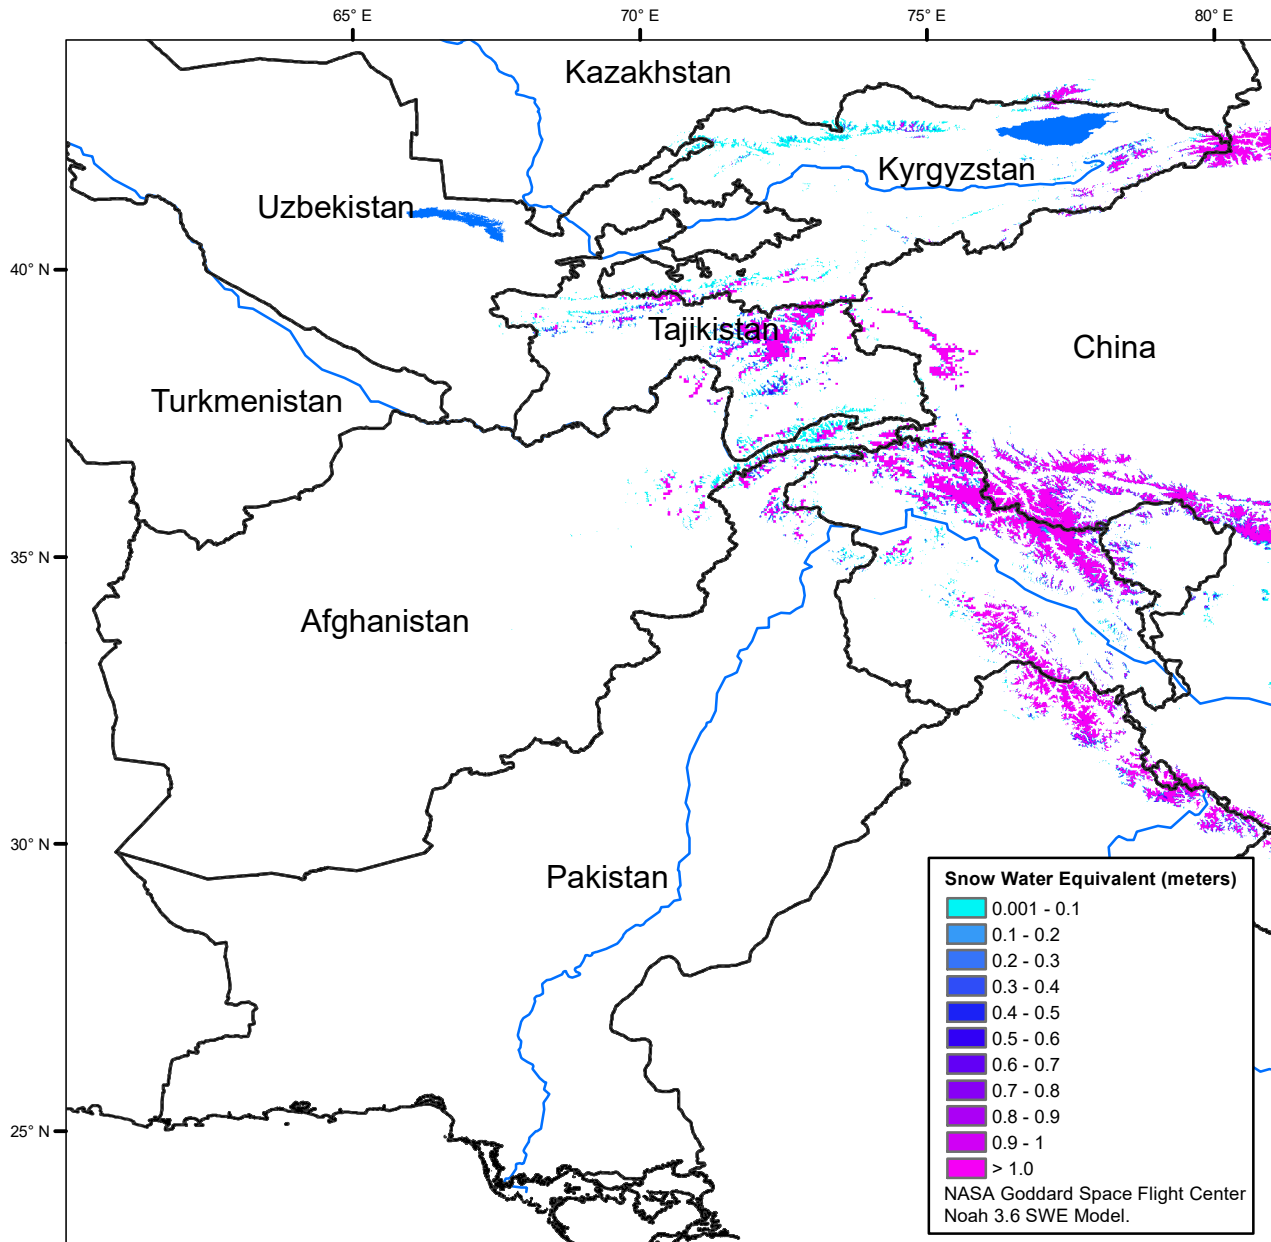 65° E
70° E
75° E
80° E
Kazakhstan
Kyrgyzstan
Uzbekistan
40° N
Tajikistan
China
Turkmenistan
35° N
Afghanistan
30° N
Pakistan
Snow Water Equivalent (meters)
0.001 - 0.1
0.1 - 0.2
0.2 - 0.3
0.3 - 0.4
0.4 - 0.5
0.5 - 0.6
0.6 - 0.7
0.7 - 0.8
0.8 - 0.9
0.9 - 1
> 1.0
25° N
NASA Goddard Space Flight Center
Noah 3.6 SWE Model.